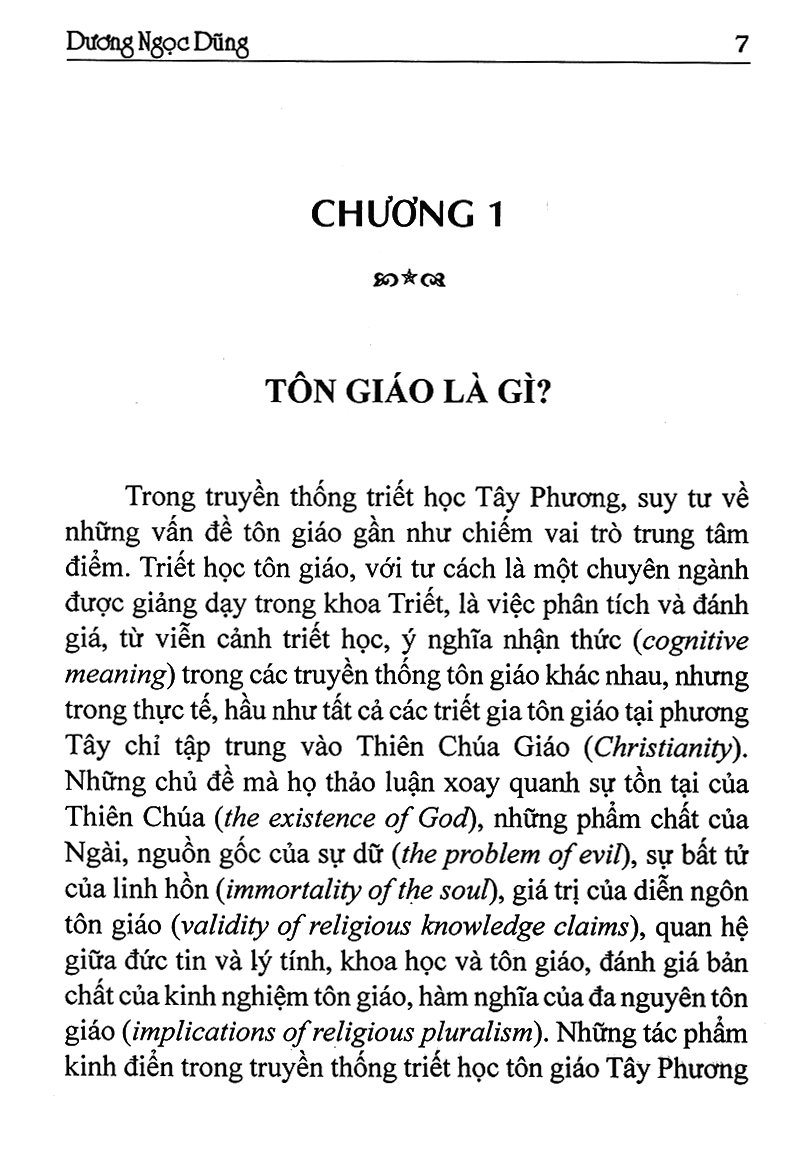 Dương Ngọc Dũng 7
CHƯƠNG 1
TÔN GIÁO LÀ GÌ?
Trong truyền thống triết học Tây Phương, suy tư về
những vấn đề tôn giáo gần như chiếm vai trò trung tâm
điểm. Triết học tôn giáo, với tư cách là một chuyên ngành
được giảng dạy trong khoa Triết, là việc phân tích và đánh
giá, từ viễn cảnh triết học, ý nghĩa nhận thức (cognitive
meaning) trong các truyền thống tôn giáo khác nhau, nhưng
trong thực tế, hầu như tất cả các triết gia tôn giáo tại phương
Tây chỉ tập trung vào Thiên Chúa Giáo (Christianity).
Những chủ đề mà họ thảo luận xoay quanh sự tồn tại của
Thiên Chúa (the existence of God), những phẩm chất của
Ngài, nguồn gốc của sự dữ (the problem of evil), sự bất tử
của linh hồn (immortality of the soul), giá trị của diễn ngôn
tôn giáo (validity of religious knowledge claims), quan hệ
giữa đức tin và lý tính, khoa học và tôn giáo, đánh giá bản
chất của kinh nghiệm tôn giáo, hàm nghĩa của đa nguyên tôn
giáo (implications of religious pluralism). Những tác phẩm
kinh điển trong truyền thống triết học tôn giáo Tây Phương